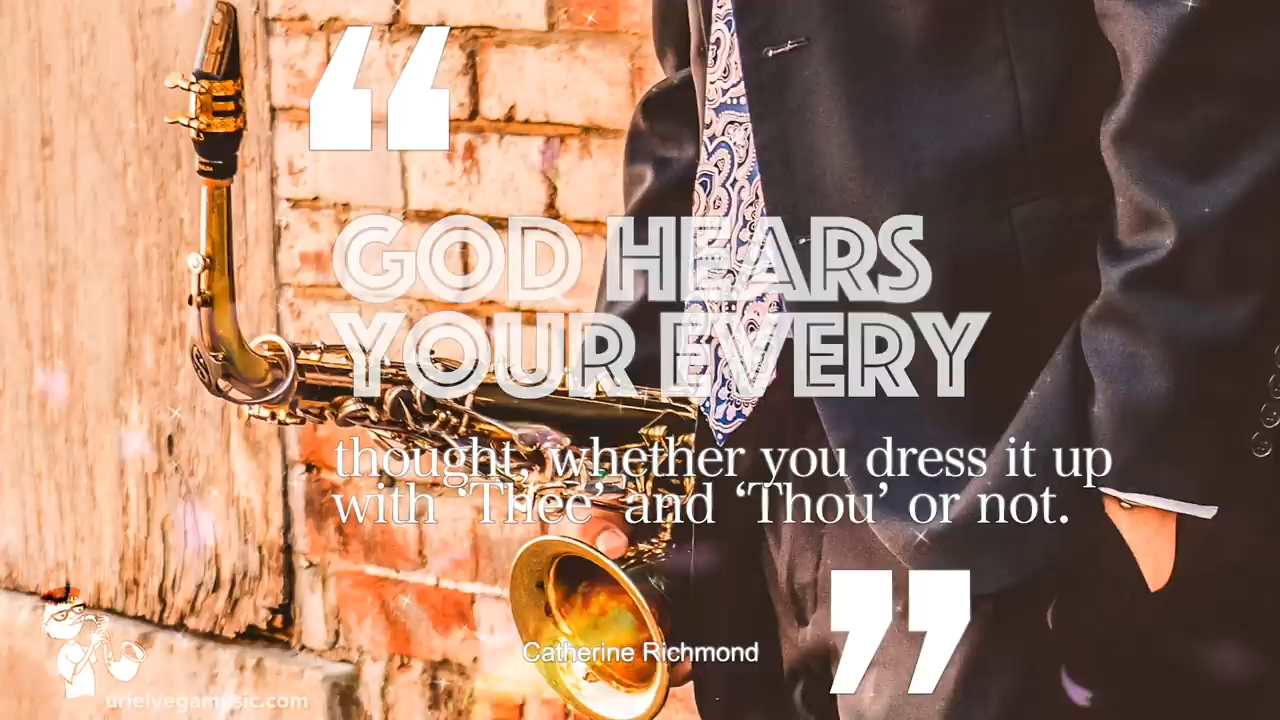 “
GOD HEARS
YOUR EVERY
thought, whether you dress it up
with ‘Thee’ and ‘Thou’ or not.
”
Catherine Richmond
urielvegamusic.com